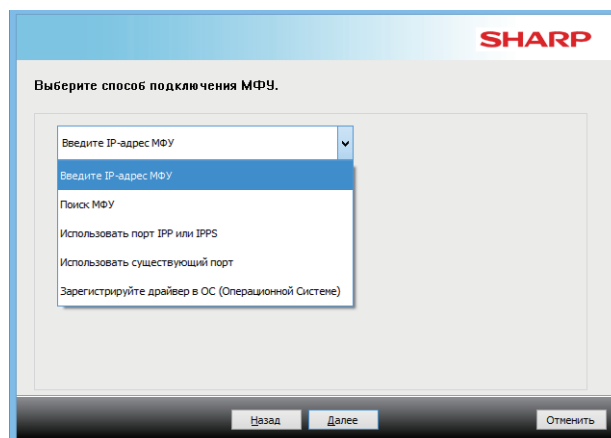 SHARP
Выберите способ подключения МФУ.
Введите IP-адрес МФУ
Введите IP-адрес МФУ
Поиск МФУ
Использовать порт IPP или IPPS
Использовать существующий порт
Зарегистрируйте драйвер в ОС (Операционной Системе)
Назад
Далее
Отменить